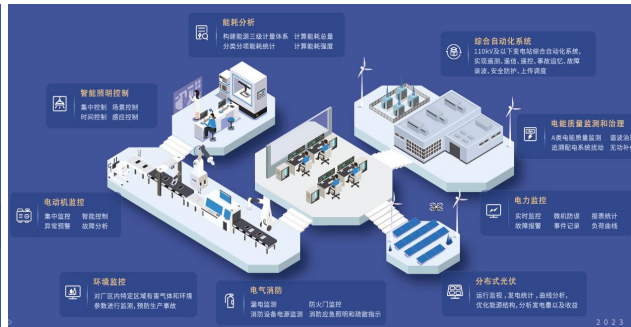 能耗分析
构建能源三级计量体系 计算能耗总量
分类分项能耗统计 计算能耗强度
综合自动化系统
110kV及以下变电站综合自动化系统,
实现遥测、遥信、遥控、事故追忆、故障
录波、安全防护、上传调度
智能照明控制
集中控制 场景控制
时间控制 感应控制
电能质量监测和治理
A类电能质量监测 谐波治
追溯配电系统扰动 无功补
电动机监控
集中监控 智能控制
异常预警 故障分析
电力监控
实时监控 微机防误 报表统计
故障报警 事件记录 负荷曲线
环境监控
对厂区内特定区域有害气体和环境
参数进行监测,预防生产事故
电气消防
漏电监测 防火门监控
消防设备电源监测 消防应急照明和疏散指示
分布式光伏
运行监视,发电统计,曲线分析,
优化能源结构,分析发电量以及收益
2023